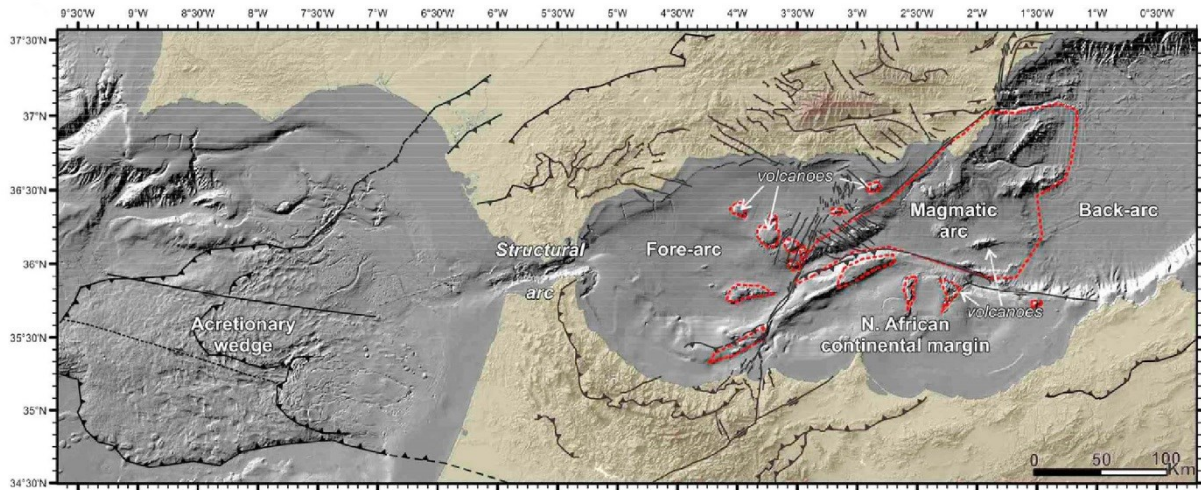 9°30'W 9°W 8°30'W 8°W 7°30'W 7°W 6°30'W 6°W 5°30'W 5°W 4°30'W 4°W 3°30'W 3°W 2°30'W 2°W 1°30'W 1°W 0°30'W
37°30'N
37°N
36°30'N
36°N
35°30'N
35°N
34°30'N
volcanoes
Magmatic
arc
Back-arc
Structural
arc
Fore-arc
Acretionary
wedge
volcanoes
N. African
continental margin
0 50 100
Km